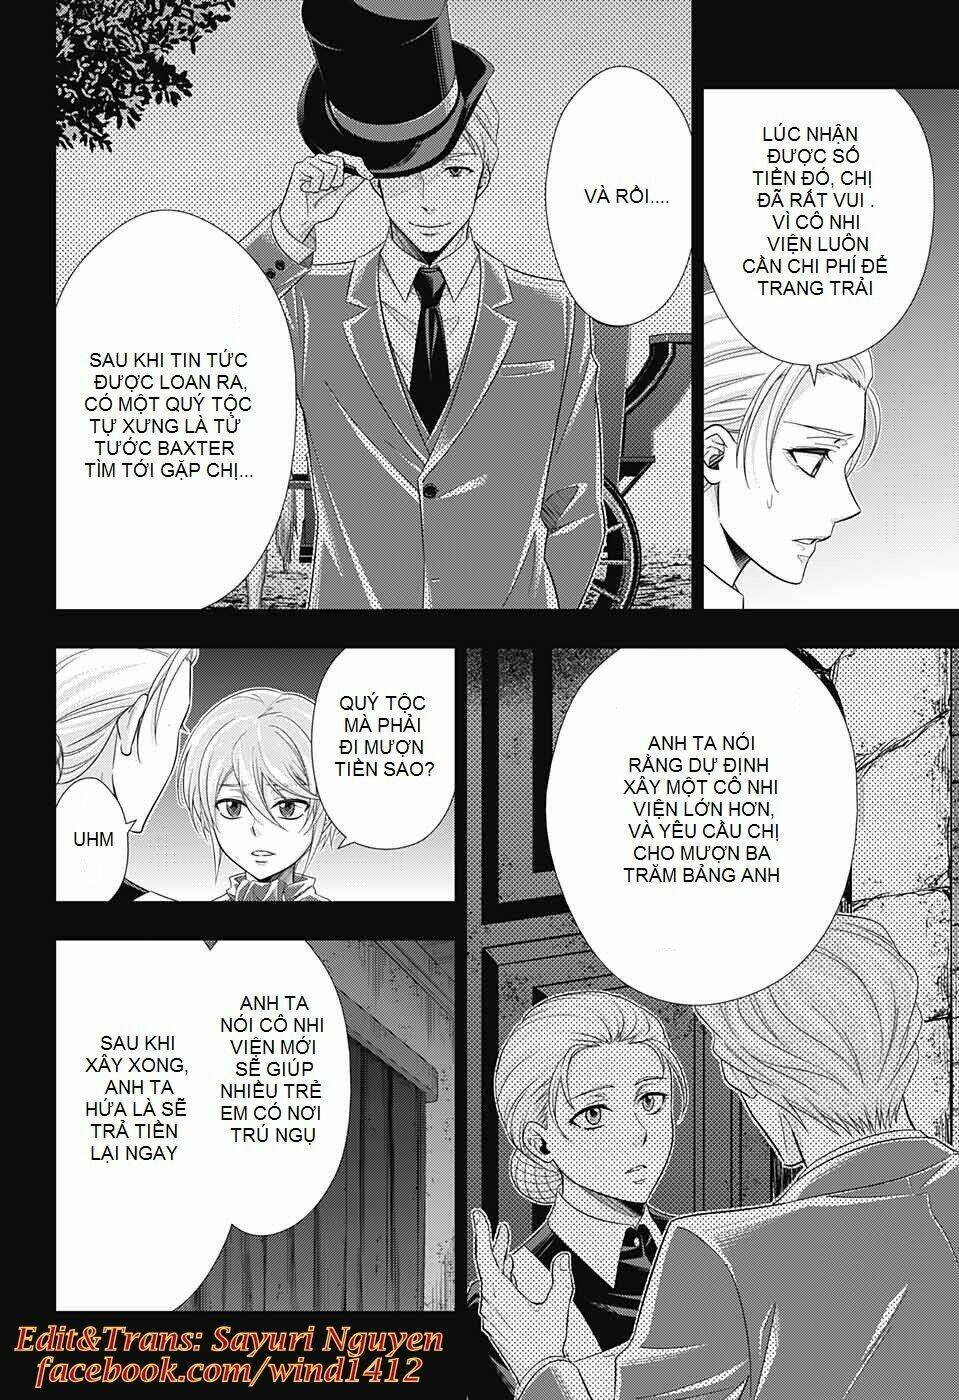 LÚC NHẬN
ĐƯỢC SỐ
TIỀN ĐÓ, CHỊ
ĐÃ RẤT VUI .
VÌ CÔ NHI
VIỆN LUÔN
CẦN CHI PHÍ ĐỂ
TRANG TRẢI
VÀ RỒI....
SAU KHI TIN TỨC
ĐƯỢC LOAN RA,
CÓ MỘT QUÝ TỘC
TỰ XƯNG LÀ TỬ
TƯỚC BAXTER
TÌM TỚI GẶP CHỊ...
ANH TA NÓI
RẰNG DỰ ĐỊNH
XÂY MỘT CÔ NHI
VIỆN LỚN HƠN,
VÀ YÊU CẦU CHỊ
CHO MƯỢN BA
TRĂM BẢNG ANH
QUÝ TỘC
MÀ PHẢI
ĐI MƯỢN
TIỀN SAO?
UHM
ANH TA
NÓI CÔ NHI
VIỆN MỚI
SẼ GIÚP
NHIỀU TRẺ
EM CÓ NƠI
TRÚ NGỤ
SAU KHI
XÂY XONG,
ANH TA
HỨA LÀ SẼ
TRẢ TIỀN
LẠI NGAY
Edit&Trans: Sayuri Nguyen
facebook.com/wind1412